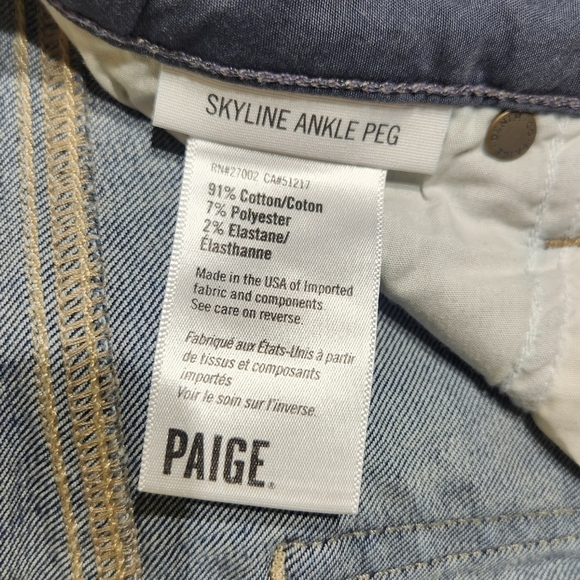 SKYLINE ANKLE PEG
RN#27002 CA#51217
91% Cotton/Coton
7% Polyester
2% Elastane/
Élasthanne
Made in the USA of Imported
fabric and components.
See care on reverse.
Fabriqué aux États-Unis à partir
de tissus et composants
importés
Voir le soin sur l'inverse.
PAIGE®